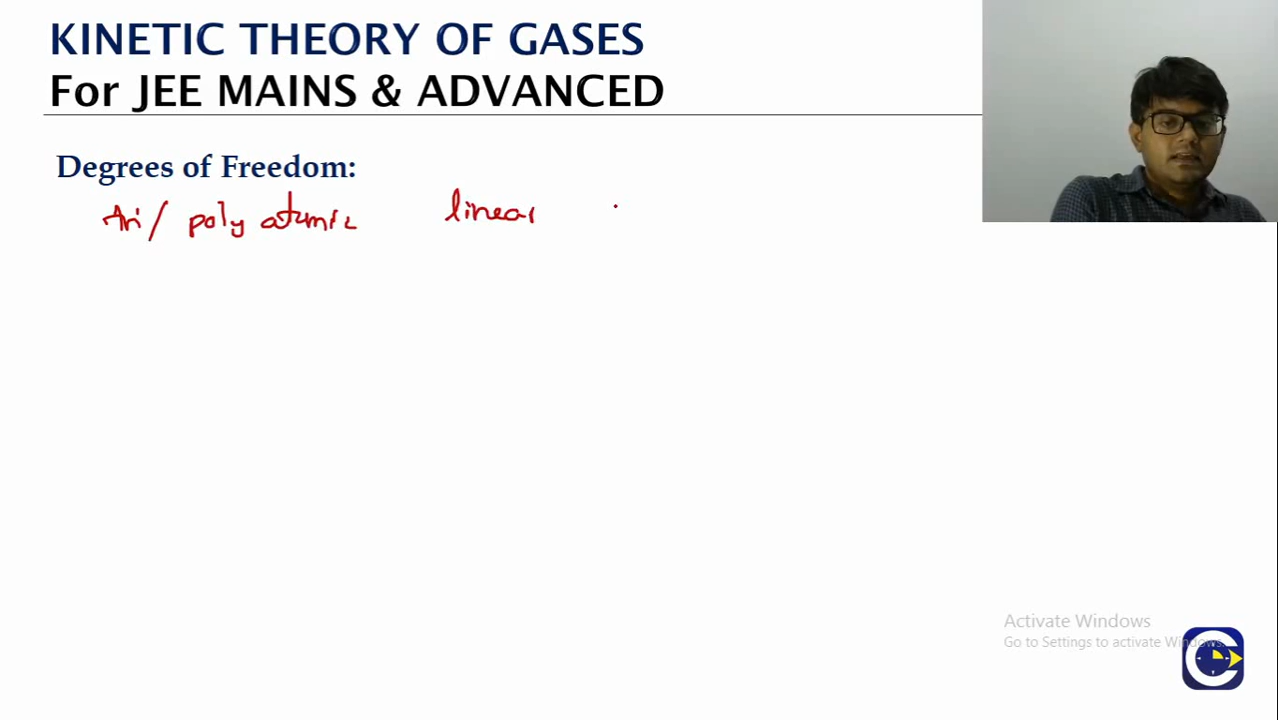 KINETIC THEORY OF GASES
For JEE MAINS & ADVANCED
Degrees of Freedom:
tri/ poly atomic linear
Activate Windows
Go to Settings to activate Windows.